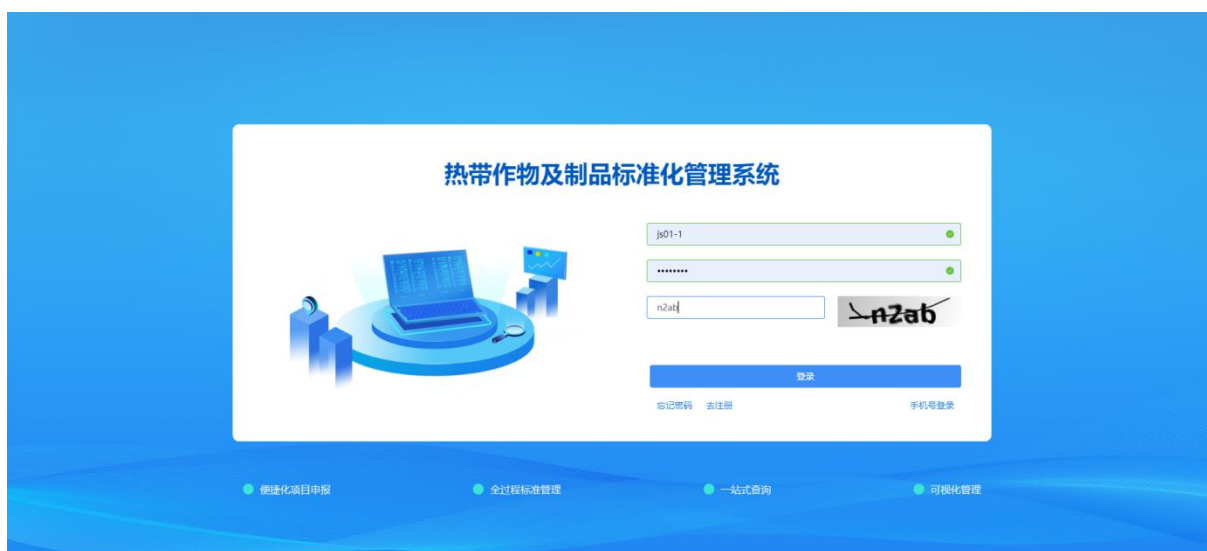 热带作物及制品标准化管理系统
js01-1
••••••••
n2ab
n2ab
登录
忘记密码 去注册 手机号登录
便捷化项目申报 全过程标准管理 一站式查询 可视化管理